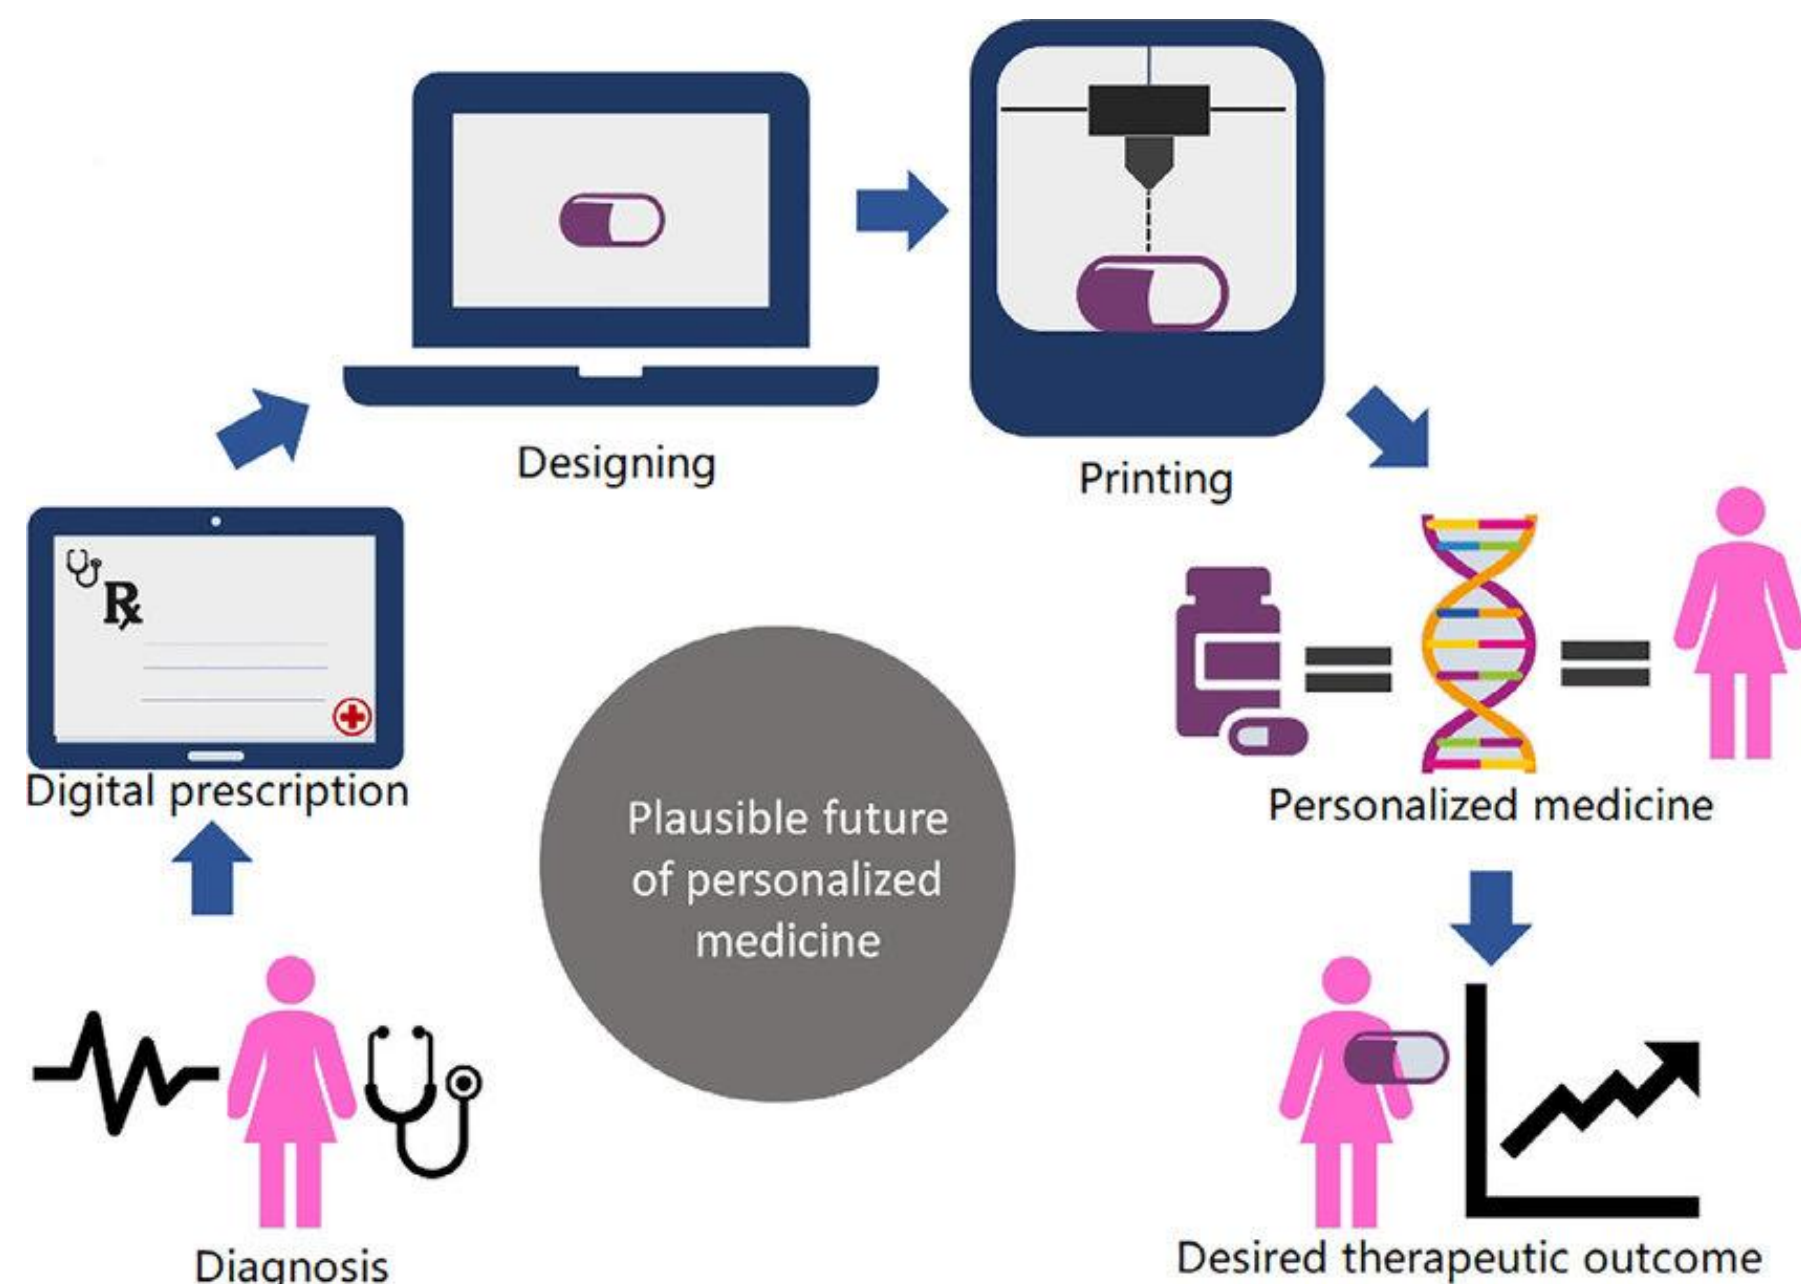 Designing
Printing
℞
Digital prescription
Plausible future
of personalized
medicine
Personalized medicine
Diagnosis
Desired therapeutic outcome